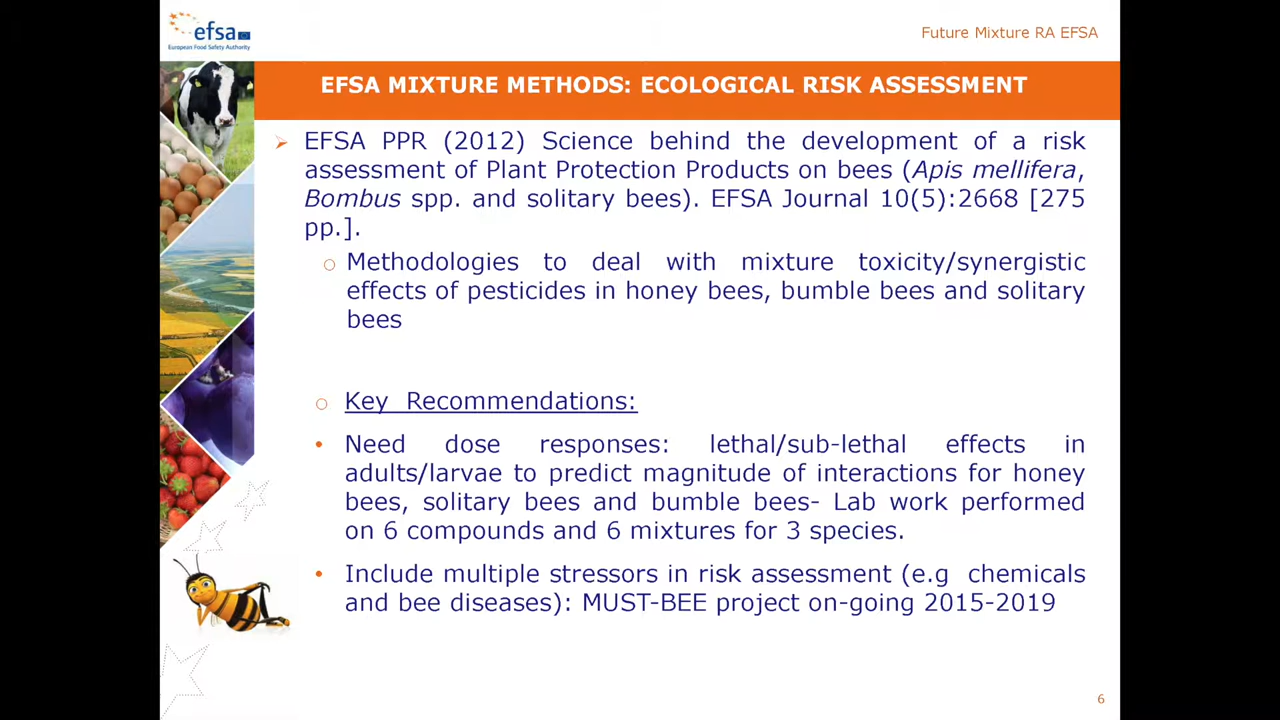 efsa
European Food Safety Authority
Future Mixture RA EFSA
EFSA MIXTURE METHODS: ECOLOGICAL RISK ASSESSMENT
EFSA PPR (2012) Science behind the development of a risk
assessment of Plant Protection Products on bees (Apis mellifera,
Bombus spp. and solitary bees). EFSA Journal 10(5):2668 [275
pp.].
Methodologies to deal with mixture toxicity/synergistic
effects of pesticides in honey bees, bumble bees and solitary
bees
Key Recommendations:
Need dose responses: lethal/sub-lethal effects in
adults/larvae to predict magnitude of interactions for honey
bees, solitary bees and bumble bees- Lab work performed
on 6 compounds and 6 mixtures for 3 species.
Include multiple stressors in risk assessment (e.g chemicals
and bee diseases): MUST-BEE project on-going 2015-2019
6